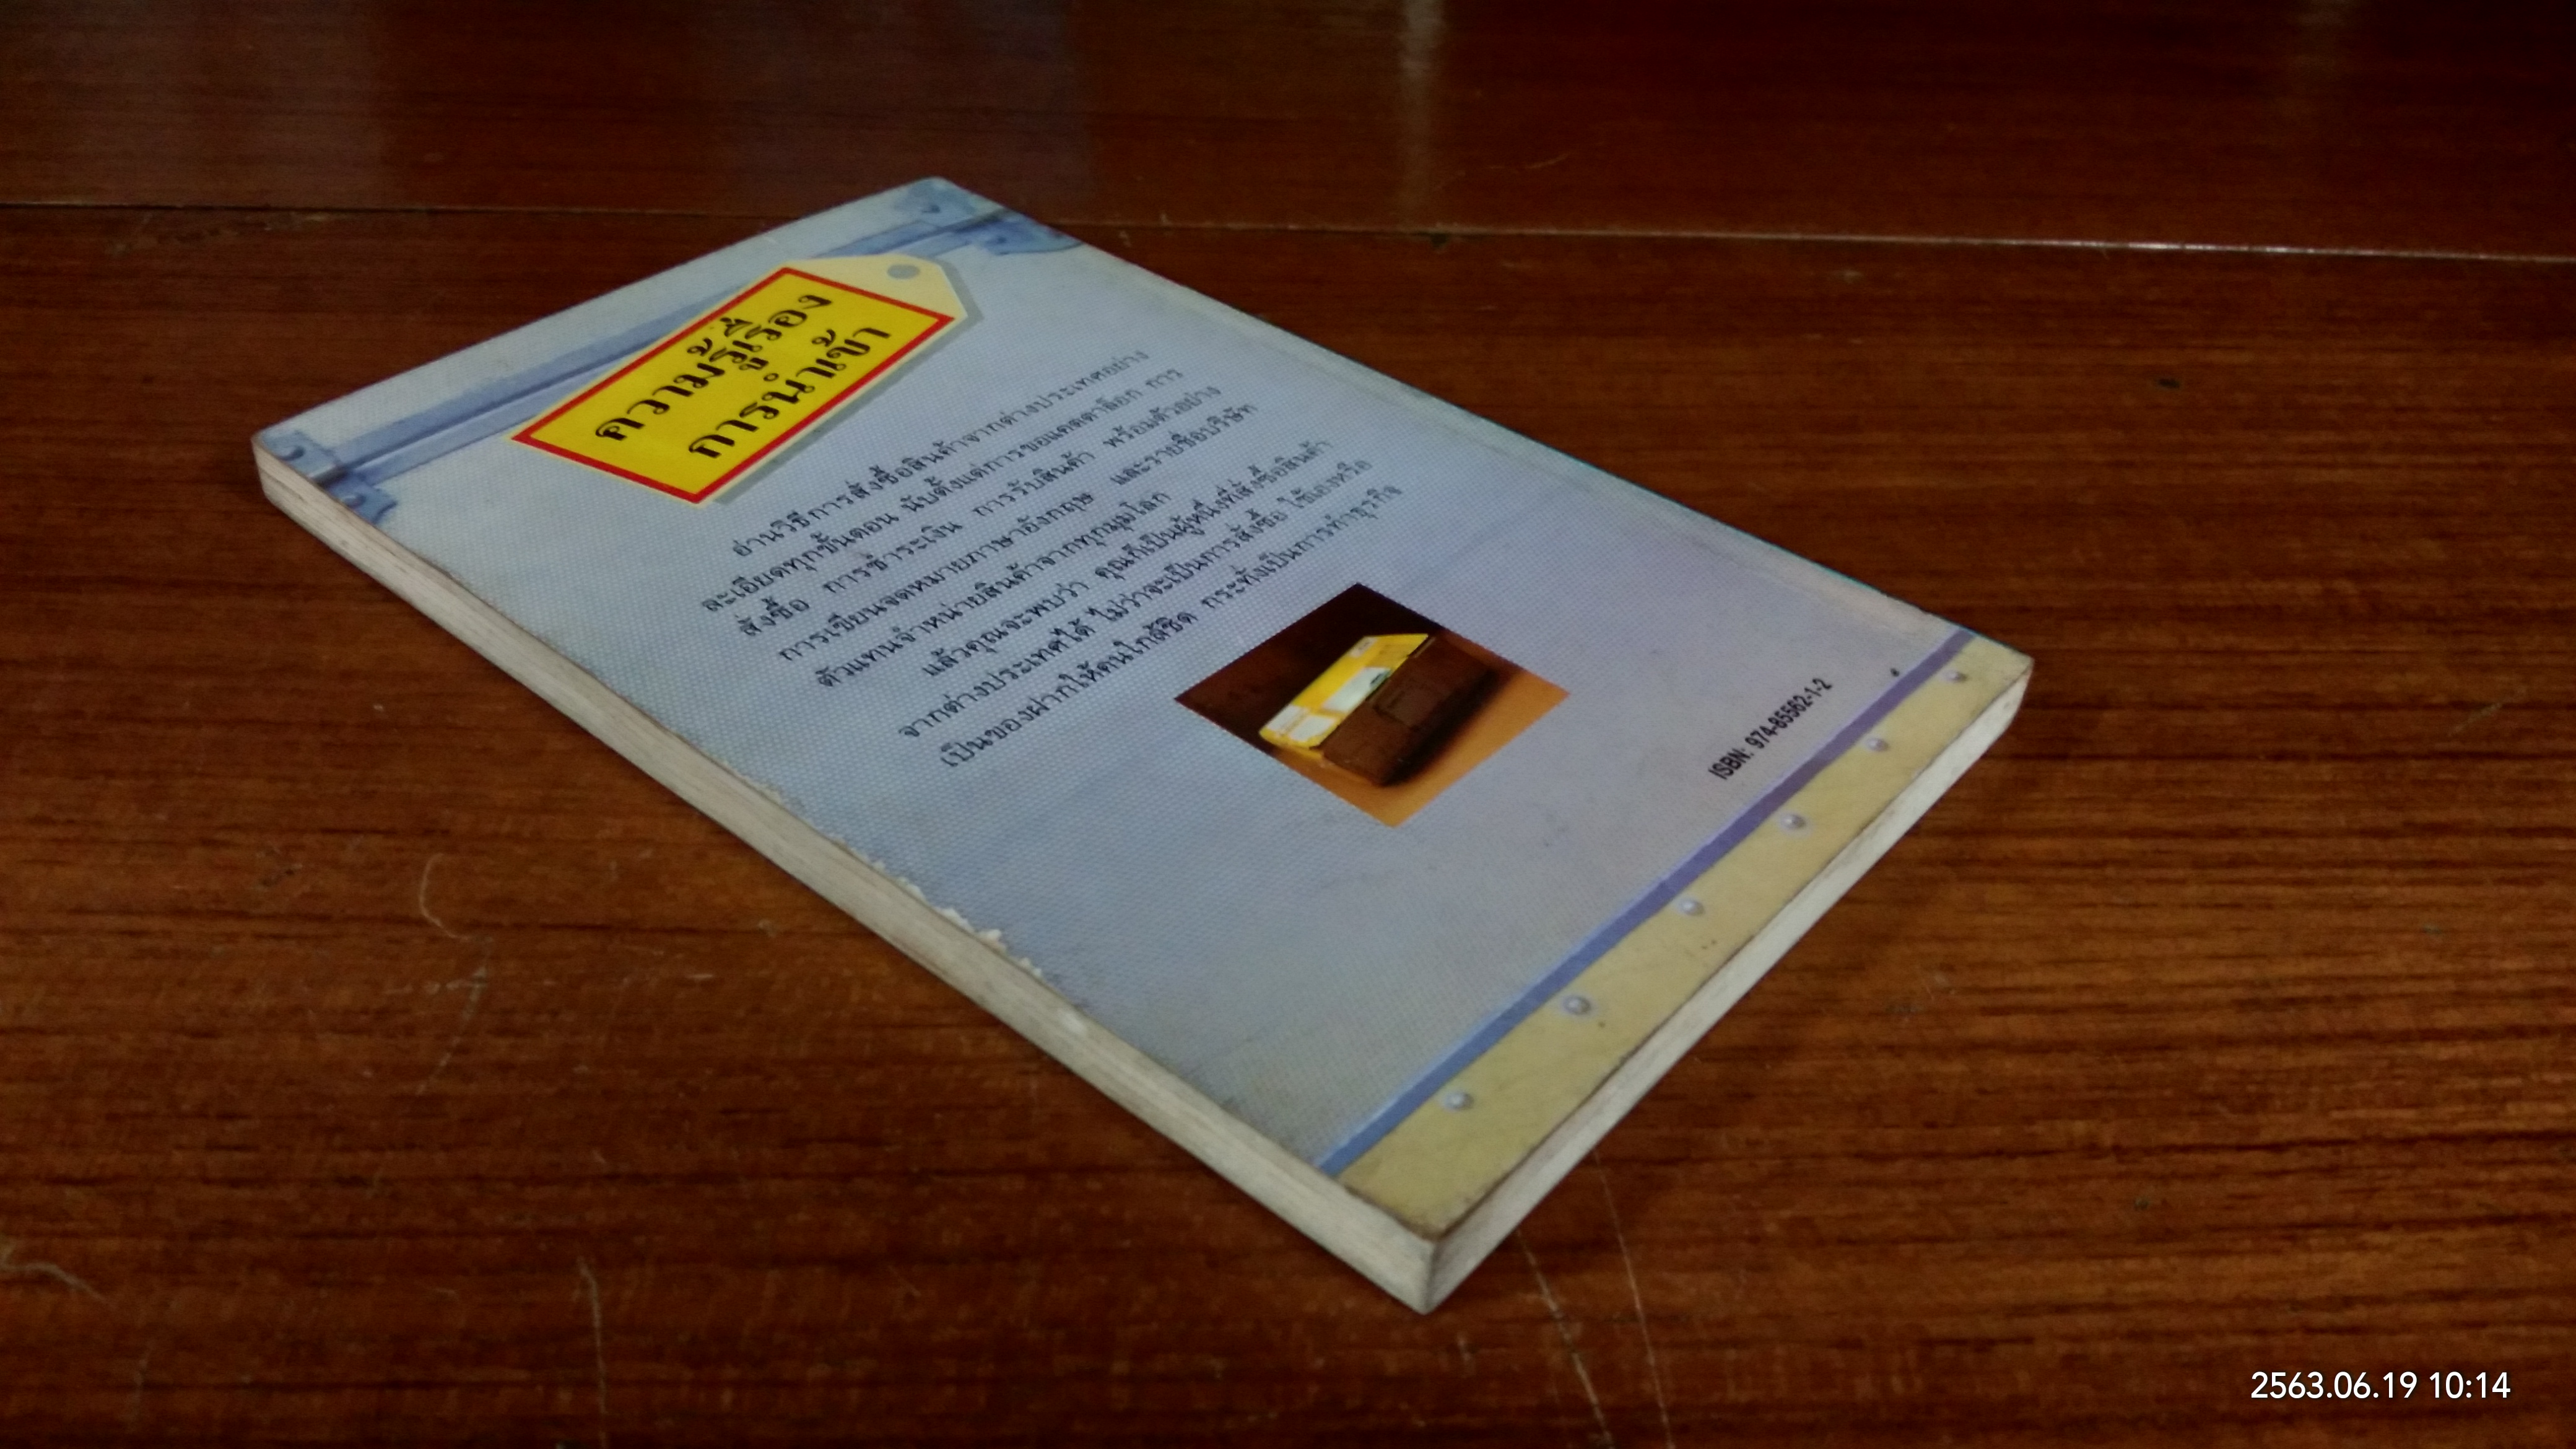 ความรู้เรื่อง
การนำเข้า
อ่านวิธีการสั่งซื้อสินค้าจากต่างประเทศอย่าง
ละเอียดทุกขั้นตอน นับตั้งแต่การขอแคตตาล็อก การ
สั่งซื้อ การชำระเงิน การรับสินค้า พร้อมตัวอย่าง
การเขียนจดหมายภาษาอังกฤษ และรายชื่อบริษัท
ตัวแทนจำหน่ายสินค้าจากทุกมุมโลก
แล้วคุณจะพบว่า คุณก็เป็นผู้หนึ่งที่สั่งซื้อสินค้า
จากต่างประเทศได้ ไม่ว่าจะเป็นการสั่งซื้อ ใช้เองหรือ
เป็นของฝากให้คนใกล้ชิด กระทั่งเป็นการทำธุรกิจ
ISBN: 974-85562-1-2
2563.06.19 10:14